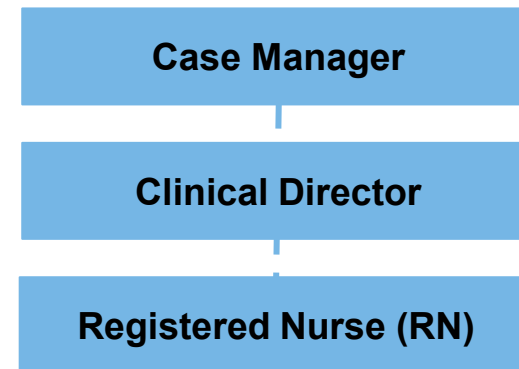 Case Manager
Clinical Director
Registered Nurse (RN)